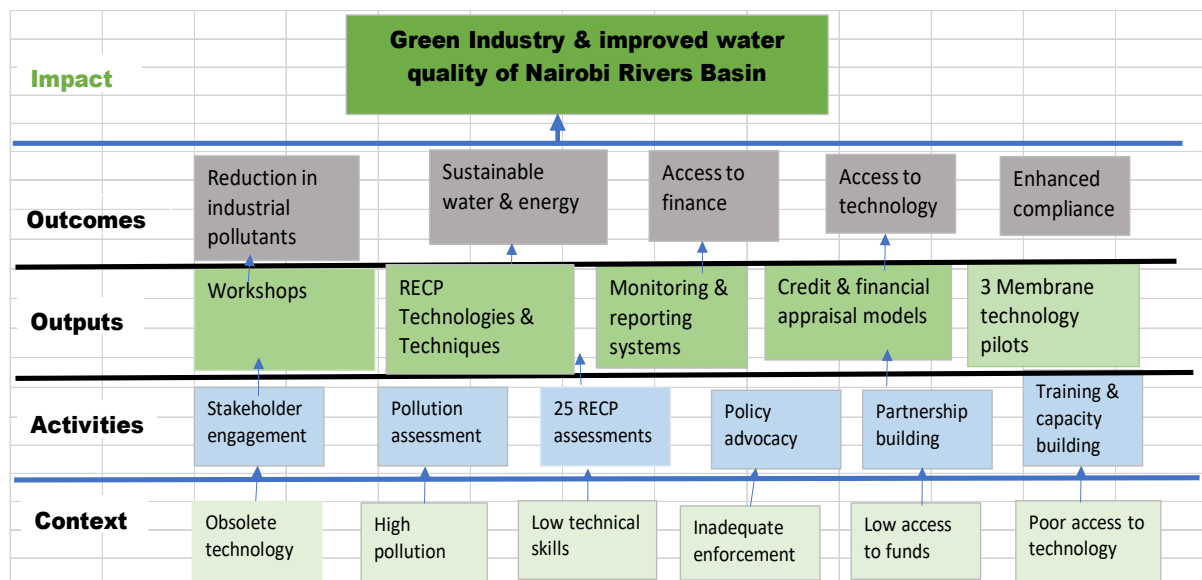 Green Industry & improved water
quality of Nairobi Rivers Basin
Impact
Reduction in
industrial
pollutants
Sustainable
water & energy
Access to
finance
Access to
technology
Enhanced
compliance
Outcomes
Workshops
RECP
Technologies &
Techniques
Monitoring &
reporting
systems
Credit & financial
appraisal models
3 Membrane
technology
pilots
Outputs
Stakeholder
engagement
Pollution
assessment
25 RECP
assessments
Policy
advocacy
Partnership
building
Training &
capacity
building
Activities
Context
Obsolete
technology
High
pollution
Low technical
skills
Inadequate
enforcement
Low access
to funds
Poor access to
technology